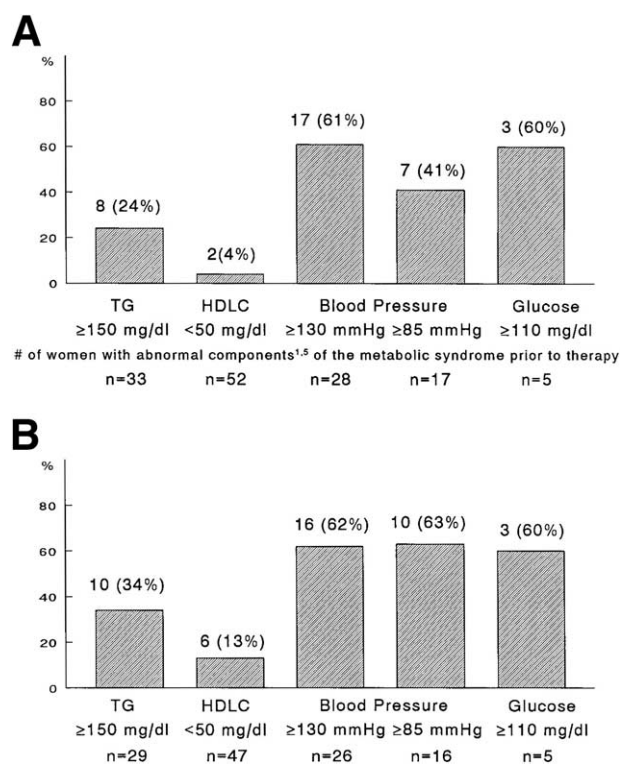 A
%
80
60
40
20
0
8 (24%)
2(4%)
17 (61%)
7 (41%)
3 (60%)
TG HDLC Blood Pressure Glucose
≥150 mg/dl <50 mg/dl ≥130 mmHg ≥85 mmHg ≥110 mg/dl
# of women with abnormal components1,5 of the metabolic syndrome prior to therapy
n=33 n=52 n=28 n=17 n=5
B
%
80
60
40
20
0
10 (34%)
6 (13%)
16 (62%)
10 (63%)
3 (60%)
TG HDLC Blood Pressure Glucose
≥150 mg/dl <50 mg/dl ≥130 mmHg ≥85 mmHg ≥110 mg/dl
n=29 n=47 n=26 n=16 n=5